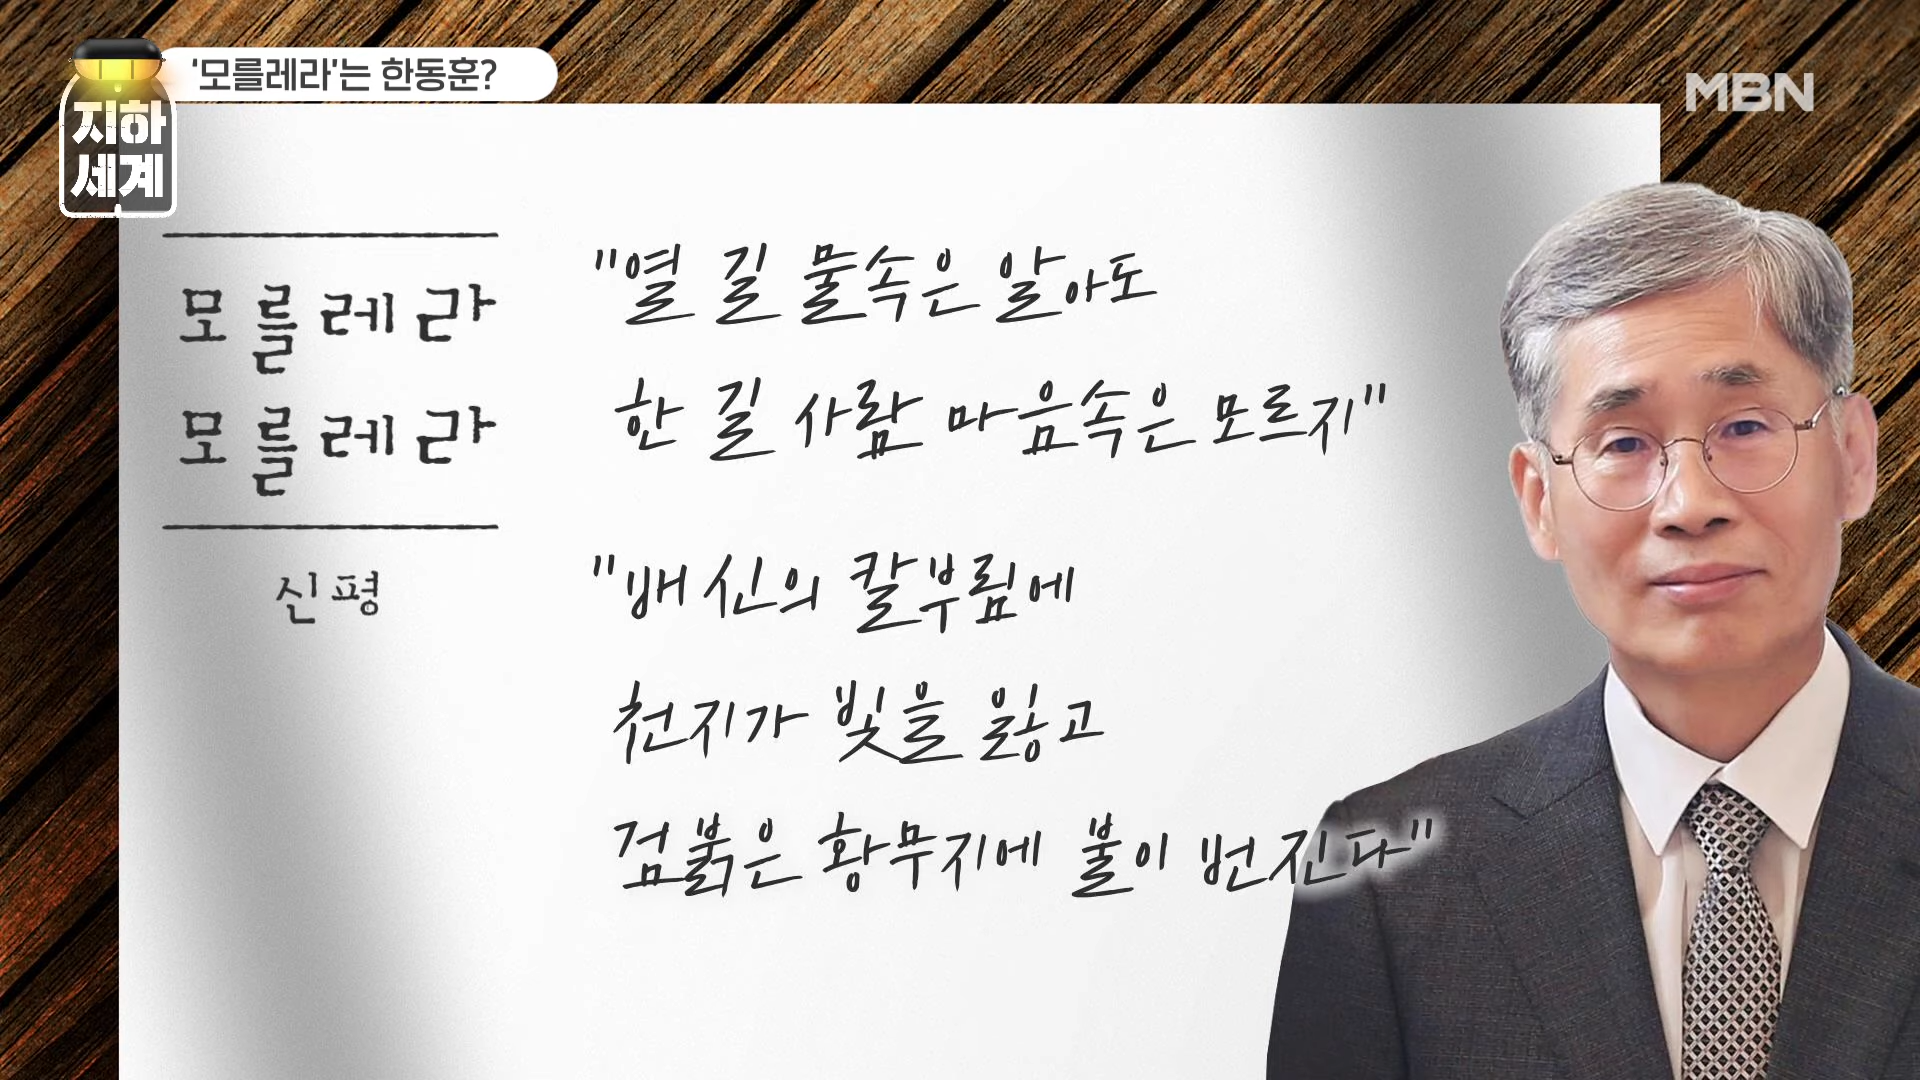 '모를레라'는 한동훈?
MBN
지하
세계
모를레라
모를레라
신평
"열 길 물속은 알아도
한 길 사람 마음속은 모르지"
"배신의 칼부림에
천지가 빛을 잃고
검붉은 황무지에 불이 번진다"